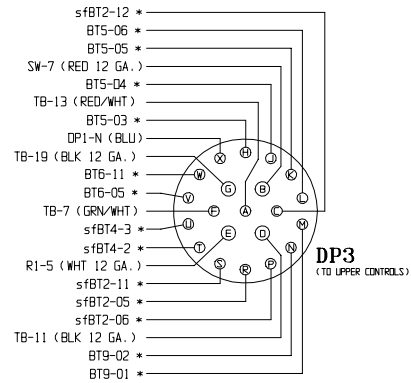 sfBT2-12 *
BT5-06 *
BT5-05 *
SW-7 (RED 12 GA.)
BT5-04 *
TB-13 (RED/WHT)
BT5-03 *
DP1-N (BLU)
TB-19 (BLK 12 GA.)
BT6-11 *
BT6-05 *
TB-7 (GRN/WHT)
sfBT4-3 *
sfBT4-2 *
R1-5 (WHT 12 GA.)
sfBT2-11 *
sfBT2-05 *
sfBT2-06 *
TB-11 (BLK 12 GA.)
BT9-02 *
BT9-01 *
H
X
J
W
K
G
B
V
L
F
A
C
U
M
E
D
T
N
S
P
R
DP3
(TO UPPER CONTROLS)